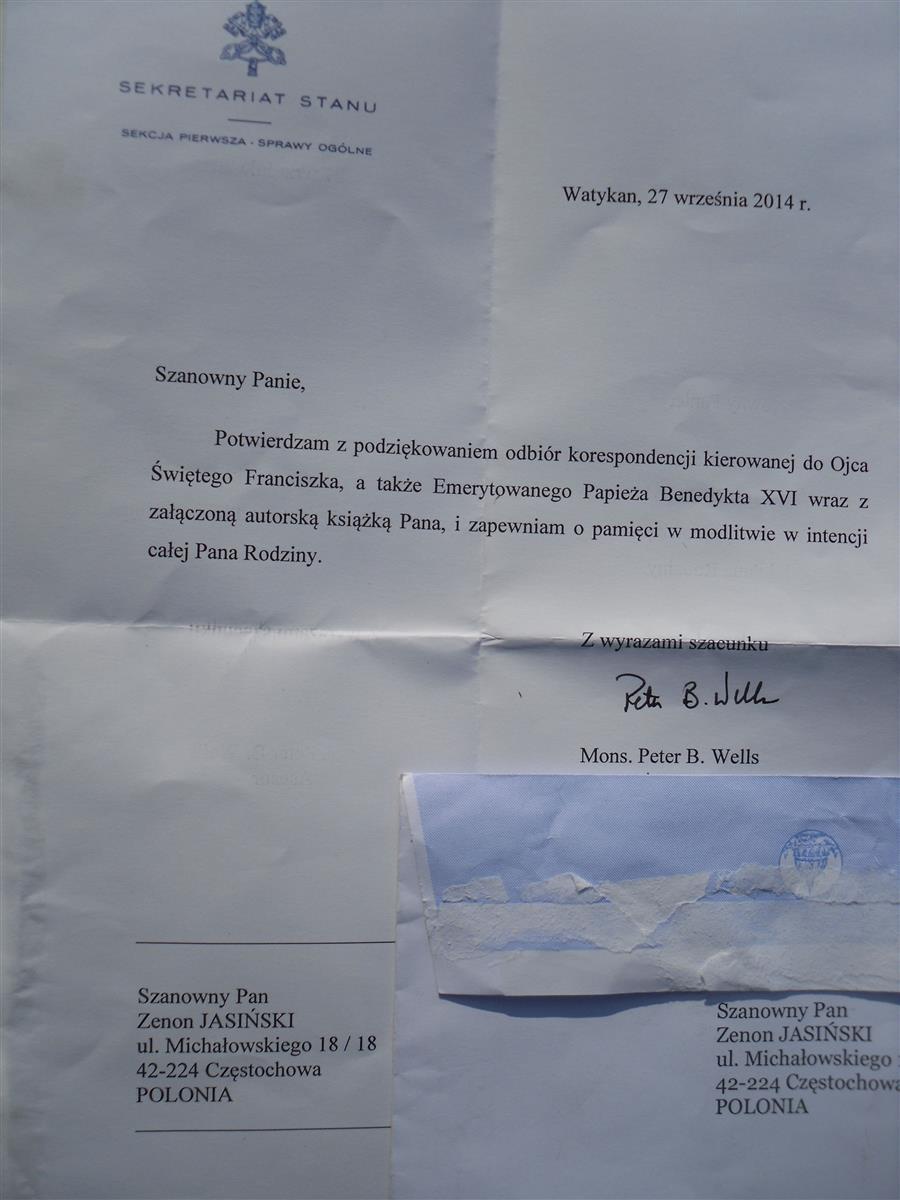 SEKRETARIAT STANU
SEKCJA PIERWSZA - SPRAWY OGÓLNE
Watykan, 27 września 2014 r.
Szanowny Panie,
Potwierdzam z podziękowaniem odbiór korespondencji kierowanej do Ojca
Świętego Franciszka, a także Emerytowanego Papieża Benedykta XVI wraz z
załączoną autorską książką Pana, i zapewniam o pamięci w modlitwie w intencji
całej Pana Rodziny.
Z wyrazami szacunku
Peter B. Wells
Mons. Peter B. Wells
Szanowny Pan
Zenon JASIŃSKI
ul. Michałowskiego 18 / 18
42-224 Częstochowa
POLONIA
Szanowny Pan
Zenon JASIŃSKI
ul. Michałowskiego
42-224 Częstochowa
POLONIA